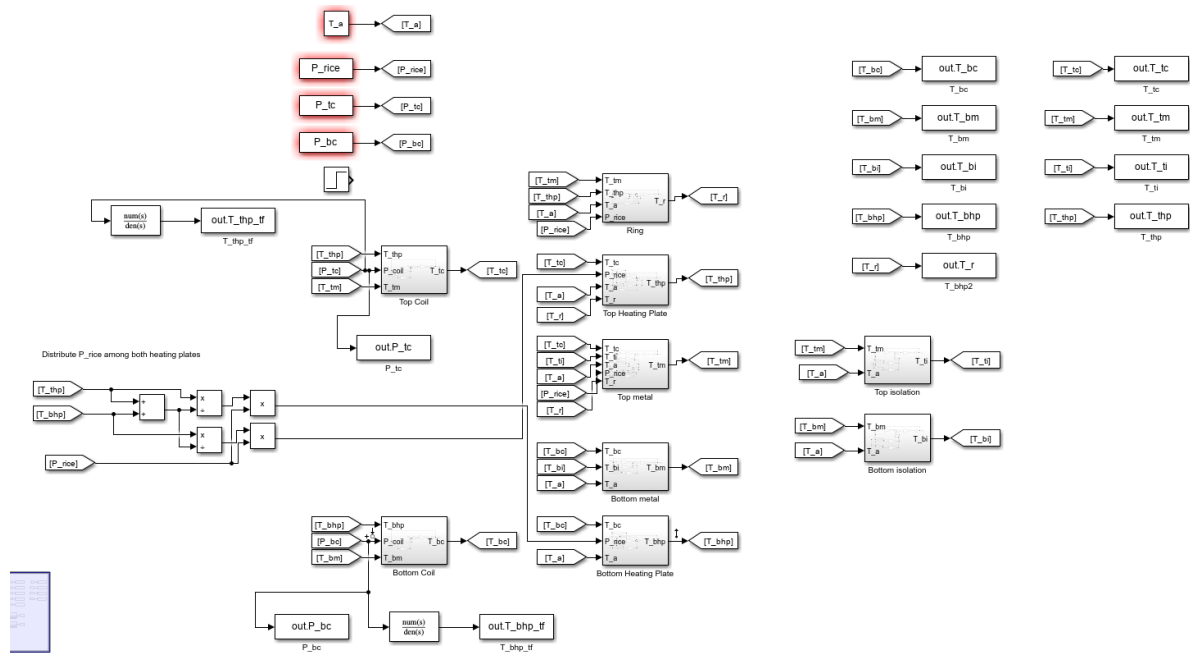 T_a
[T_a]
P_rice
[P_rice]
P_tc
[P_tc]
P_bc
[P_bc]
num(s)
den(s)
out.T_thp_tf
T_thp_tf
[T_thp]
[P_tc]
[T_tm]
T_thp
P_coil
T_tm
T_tc
Top Coil
[T_tc]
out.P_tc
P_tc
Distribute P_rice among both heating plates
[T_thp]
[T_bhp]
[P_rice]
+
+
x
÷
x
÷
x
x
[T_bhp]
[P_bc]
[T_bm]
T_bhp
P_coil
T_bm
T_bc
Bottom Coil
[T_bc]
out.P_bc
P_bc
num(s)
den(s)
out.T_bhp_tf
T_bhp_tf
[T_tm]
[T_thp]
[T_a]
[P_rice]
T_tm
T_thp
T_a
P_rice
T_r
Ring
[T_r]
[T_tc]
[T_a]
[T_r]
T_tc
P_rice
T_a
T_r
T_thp
Top Heating Plate
[T_thp]
[T_tc]
[T_ti]
[T_a]
[P_rice]
[T_r]
T_tc
T_ti
T_a
P_rice
T_r
T_tm
Top metal
[T_tm]
[T_bc]
[T_bi]
[T_a]
T_bc
T_bi
T_a
T_bm
Bottom metal
[T_bm]
[T_bc]
[T_a]
T_bc
P_rice
T_a
T_bhp
Bottom Heating Plate
[T_bhp]
[T_bc]
out.T_bc
T_bc
[T_bm]
out.T_bm
T_bm
[T_bi]
out.T_bi
T_bi
[T_bhp]
out.T_bhp
T_bhp
[T_r]
out.T_r
T_bhp2
[T_tc]
out.T_tc
T_tc
[T_tm]
out.T_tm
T_tm
[T_ti]
out.T_ti
T_ti
[T_thp]
out.T_thp
T_thp
[T_tm]
[T_a]
T_tm
T_a
T_ti
Top isolation
[T_ti]
[T_bm]
[T_a]
T_bm
T_a
T_bi
Bottom isolation
[T_bi]